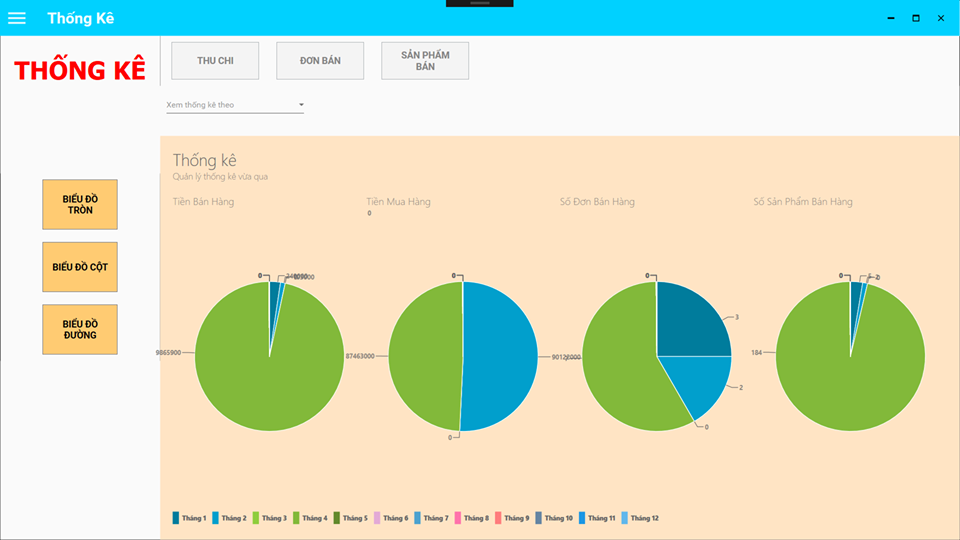 Thống Kê
THỐNG KÊ
THU CHI
ĐƠN BÁN
SẢN PHẨM
BÁN
Xem thống kê theo
BIỂU ĐỒ
TRÒN
BIỂU ĐỒ CỘT
BIỂU ĐỒ
ĐƯỜNG
Thống kê
Quản lý thống kê vừa qua
Tiền Bán Hàng
Tiền Mua Hàng
0
Số Đơn Bán Hàng
Số Sản Phẩm Bán Hàng
0
9865900
0
87463000
0
0
3
2
0
0
184
Tháng 1
Tháng 2
Tháng 3
Tháng 4
Tháng 5
Tháng 6
Tháng 7
Tháng 8
Tháng 9
Tháng 10
Tháng 11
Tháng 12